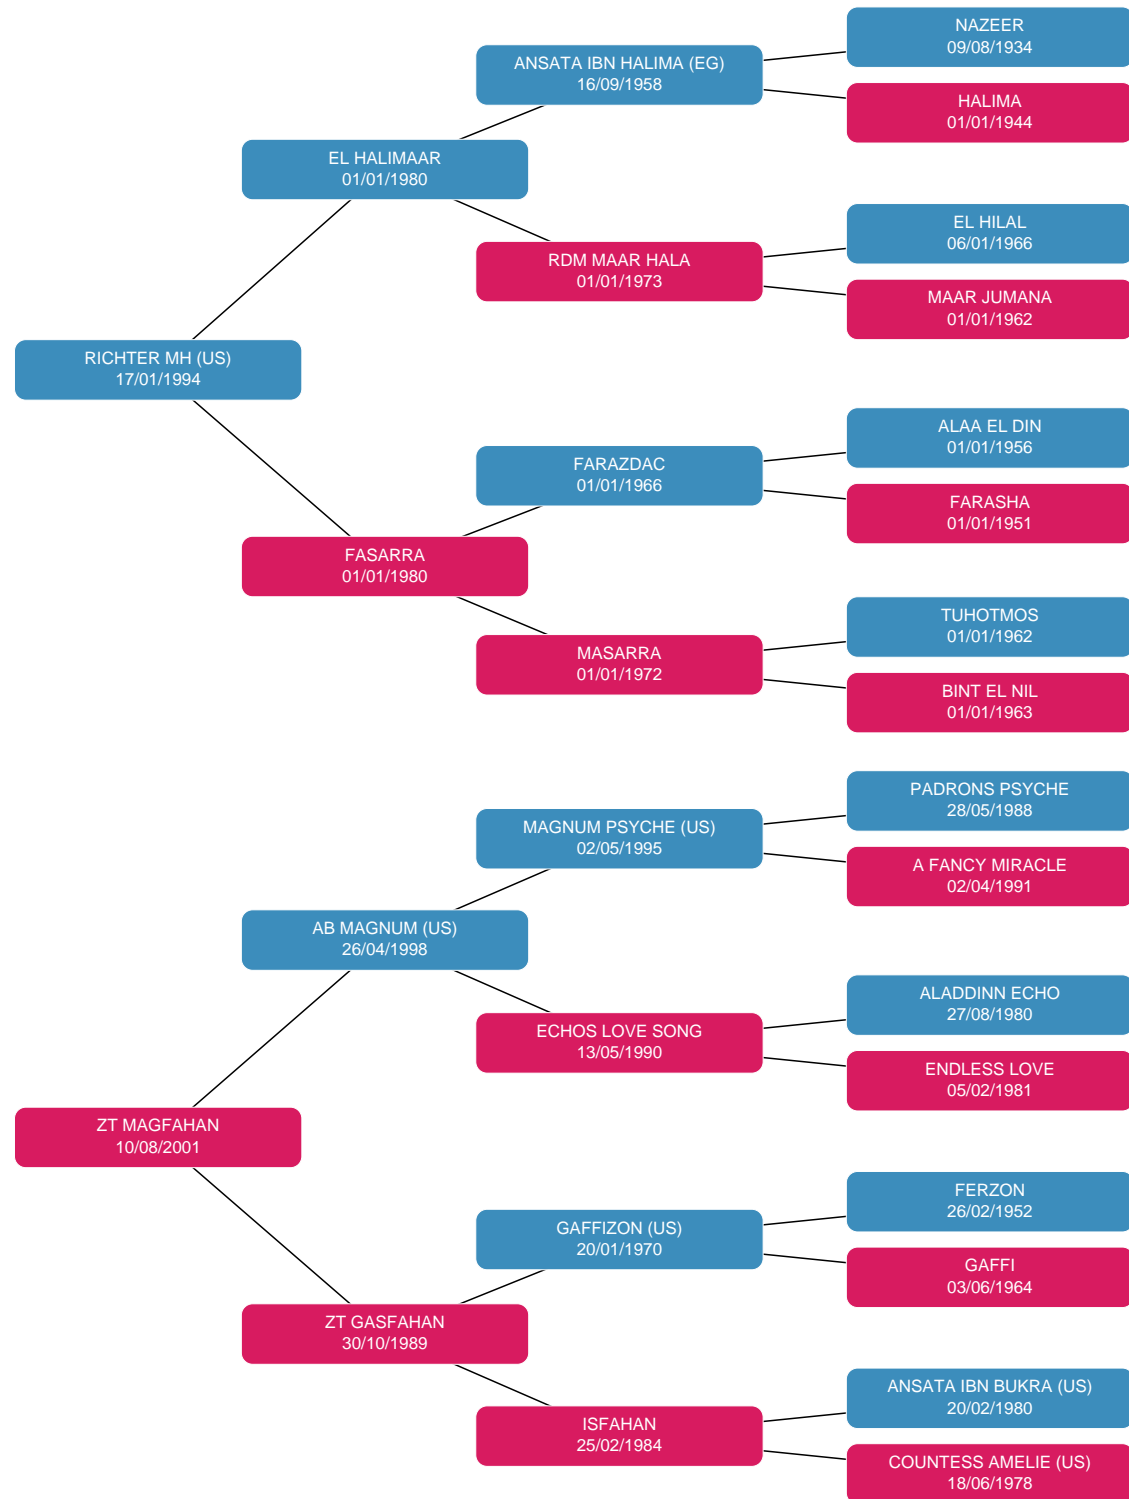 NAZEER
09/08/1934
ANSATA IBN HALIMA (EG)
16/09/1958
HALIMA
01/01/1944
EL HALIMAAR
01/01/1980
EL HILAL
06/01/1966
RDM MAAR HALA
01/01/1973
MAAR JUMANA
01/01/1962
RICHTER MH (US)
17/01/1994
ALAA EL DIN
01/01/1956
FARAZDAC
01/01/1966
FARASHA
01/01/1951
FASARRA
01/01/1980
TUHOTMOS
01/01/1962
MASARRA
01/01/1972
BINT EL NIL
01/01/1963
PADRONS PSYCHE
28/05/1988
MAGNUM PSYCHE (US)
02/05/1995
A FANCY MIRACLE
02/04/1991
AB MAGNUM (US)
26/04/1998
ALADDINN ECHO
27/08/1980
ECHOS LOVE SONG
13/05/1990
ENDLESS LOVE
05/02/1981
ZT MAGFAHAN
10/08/2001
FERZON
26/02/1952
GAFFIZON (US)
20/01/1970
GAFFI
03/06/1964
ZT GASFAHAN
30/10/1989
ANSATA IBN BUKRA (US)
20/02/1980
ISFAHAN
25/02/1984
COUNTESS AMELIE (US)
18/06/1978